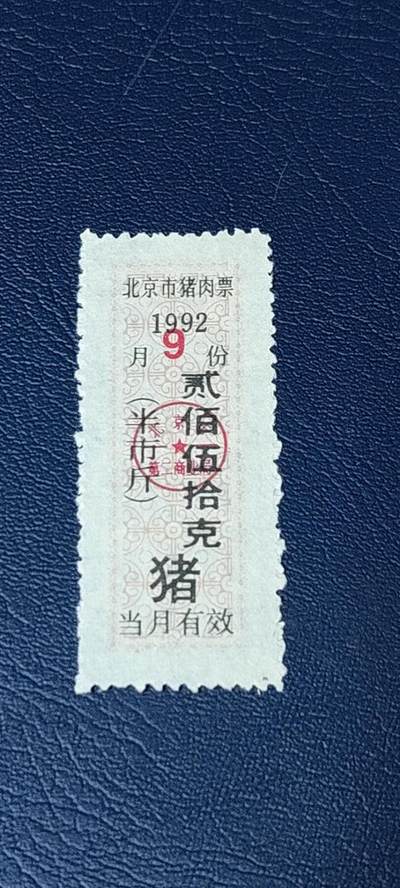 北京市猪肉票
1992
9
月 份
贰佰伍拾克
(半市斤)
猪
当月有效